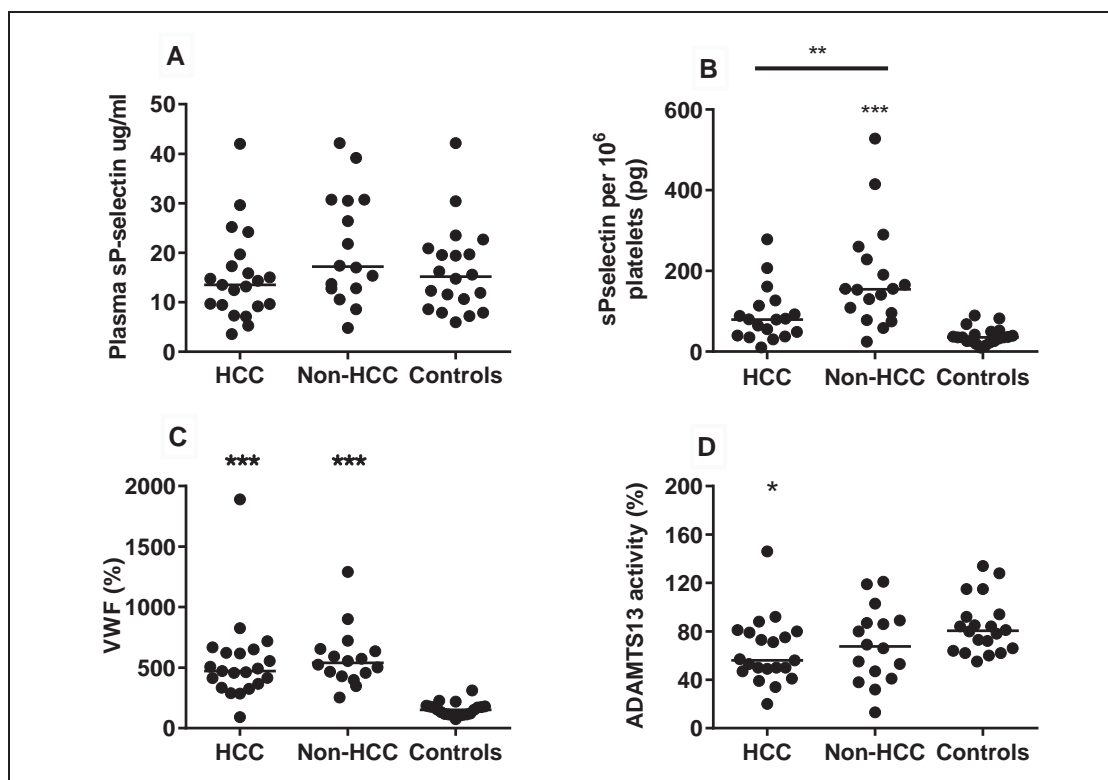 A
Plasma sP-selectin ug/ml
50
40
30
20
10
0
HCC Non-HCC Controls
B
**
***
sPselectin per 10⁶
platelets (pg)
600
400
200
0
HCC Non-HCC Controls
C
*** ***
VWF (%)
2000
1500
1000
500
0
HCC Non-HCC Controls
D
*
ADAMTS13 activity (%)
200
160
120
80
40
0
HCC Non-HCC Controls